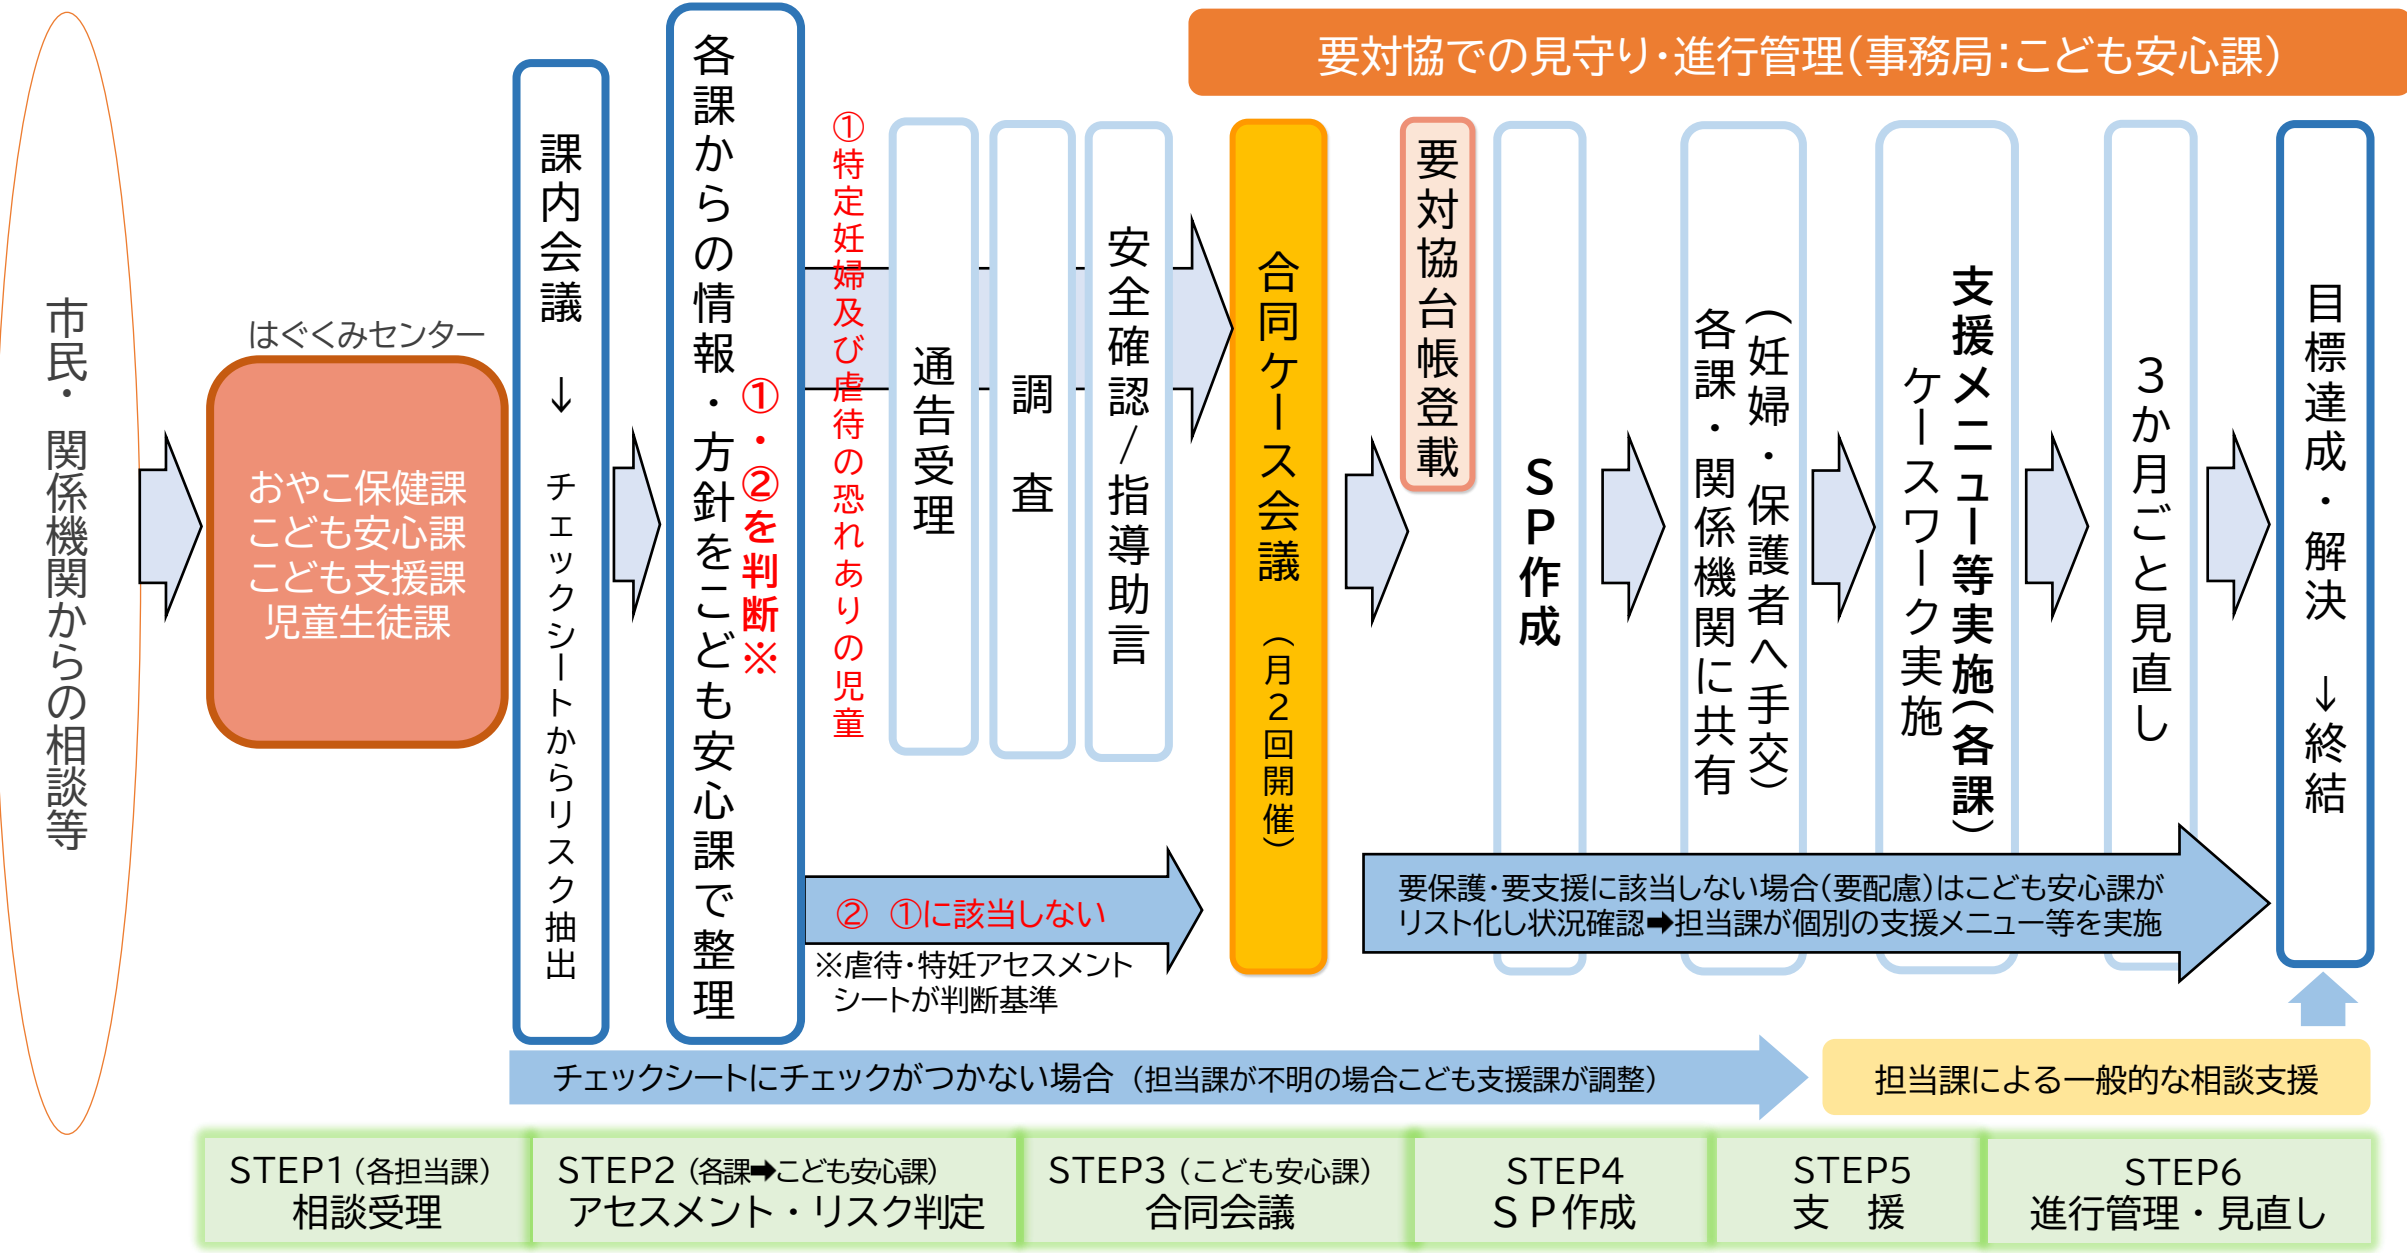 要対協での見守り・進行管理(事務局:こども安心課)
市民・関係機関からの相談等
はぐくみセンター
おやこ保健課
こども安心課
こども支援課
児童生徒課
課内会議 ↓ チェックシートからリスク抽出
各課からの情報・方針をこども安心課で整理
①・②を判断※
①特定妊婦及び虐待の恐れありの児童
通告受理
調 査
安全確認/指導助言
② ①に該当しない
※虐待・特妊アセスメント
シートが判断基準
合同ケース会議 (月2回開催)
要対協台帳登載
SP作成
(妊婦・保護者へ手交)
各課・関係機関に共有
支援メニュー等実施(各課)
ケースワーク実施
3か月ごと見直し
目標達成・解決 ↓終結
要保護・要支援に該当しない場合(要配慮)はこども安心課が
リスト化し状況確認➡担当課が個別の支援メニュー等を実施
チェックシートにチェックがつかない場合(担当課が不明の場合こども支援課が調整)
担当課による一般的な相談支援
STEP1(各担当課)
相談受理
STEP2(各課➡こども安心課)
アセスメント・リスク判定
STEP3(こども安心課)
合同会議
STEP4
SP作成
STEP5
支 援
STEP6
進行管理・見直し